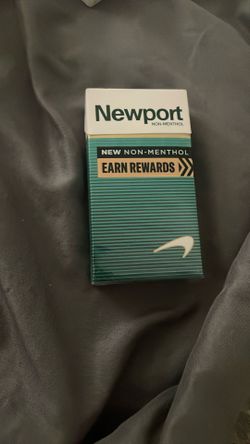 Newport
NON-MENTHOL
NEW NON-MENTHOL
EARN REWARDS